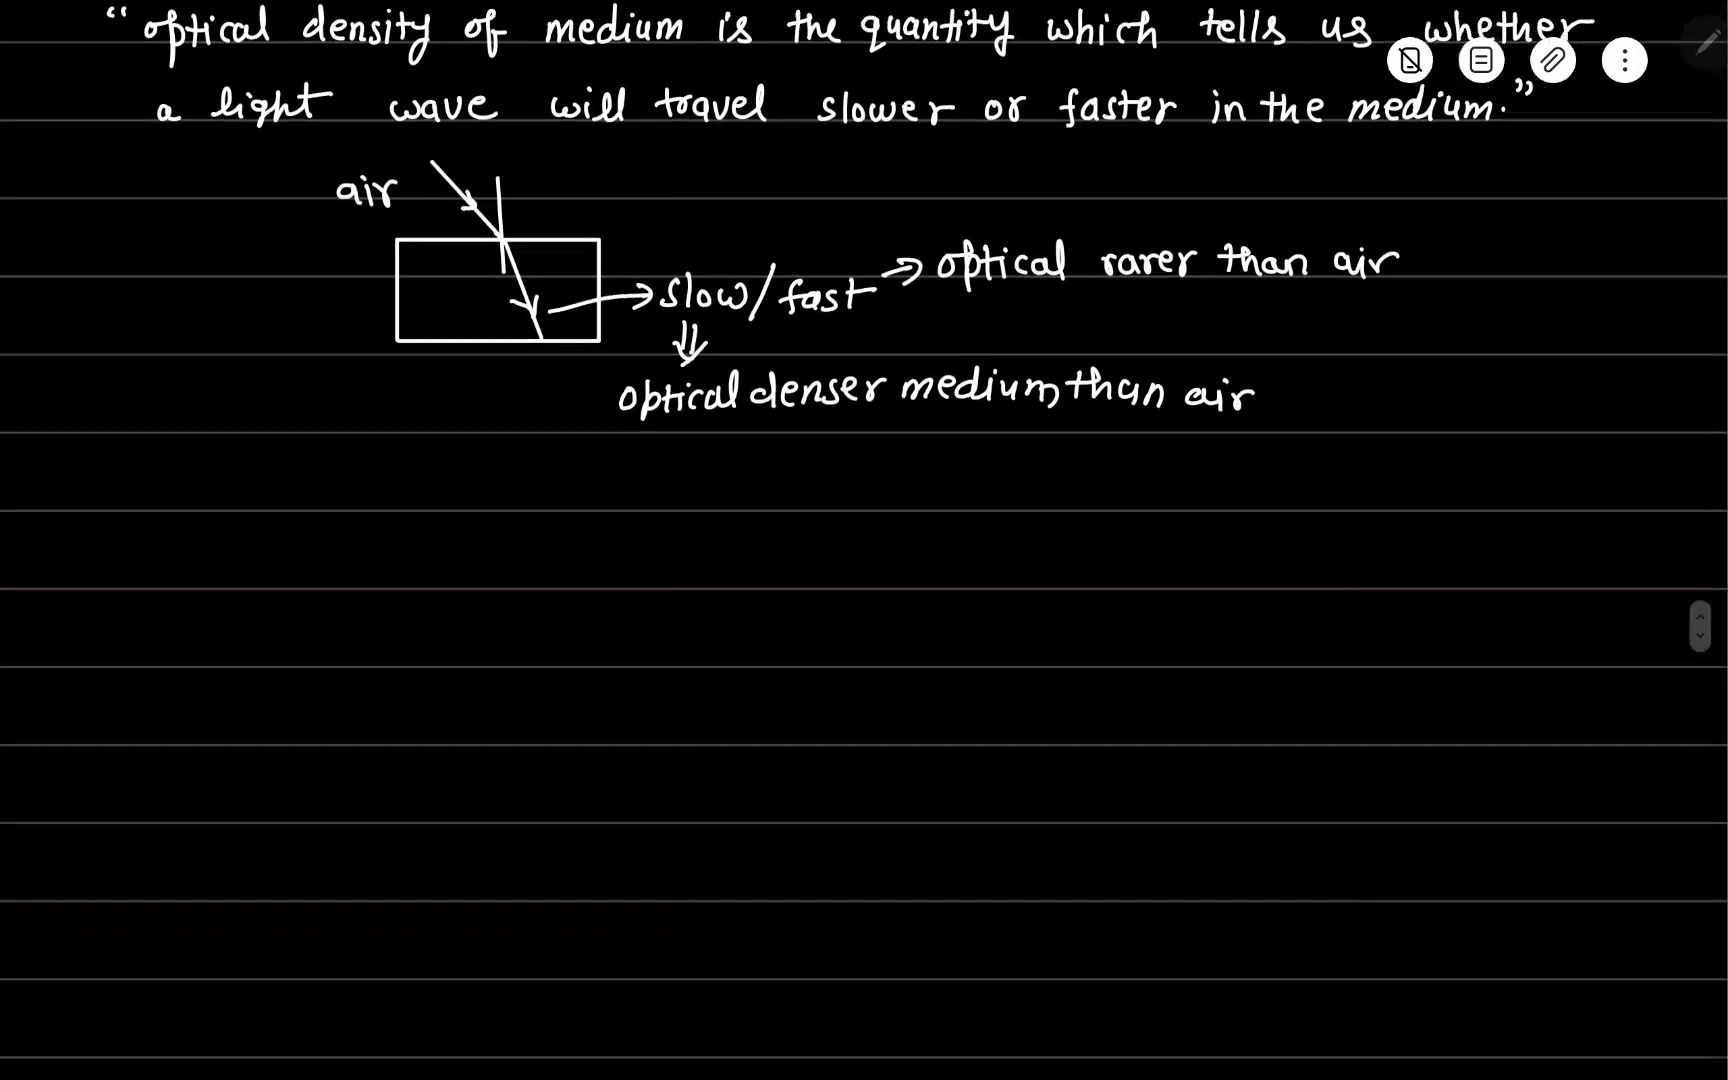 “optical density of medium is the quantity which tells us whether
a light wave will travel slower or faster in the medium.”
air
slow/fast → optical rarer than air
optical denser medium, than air